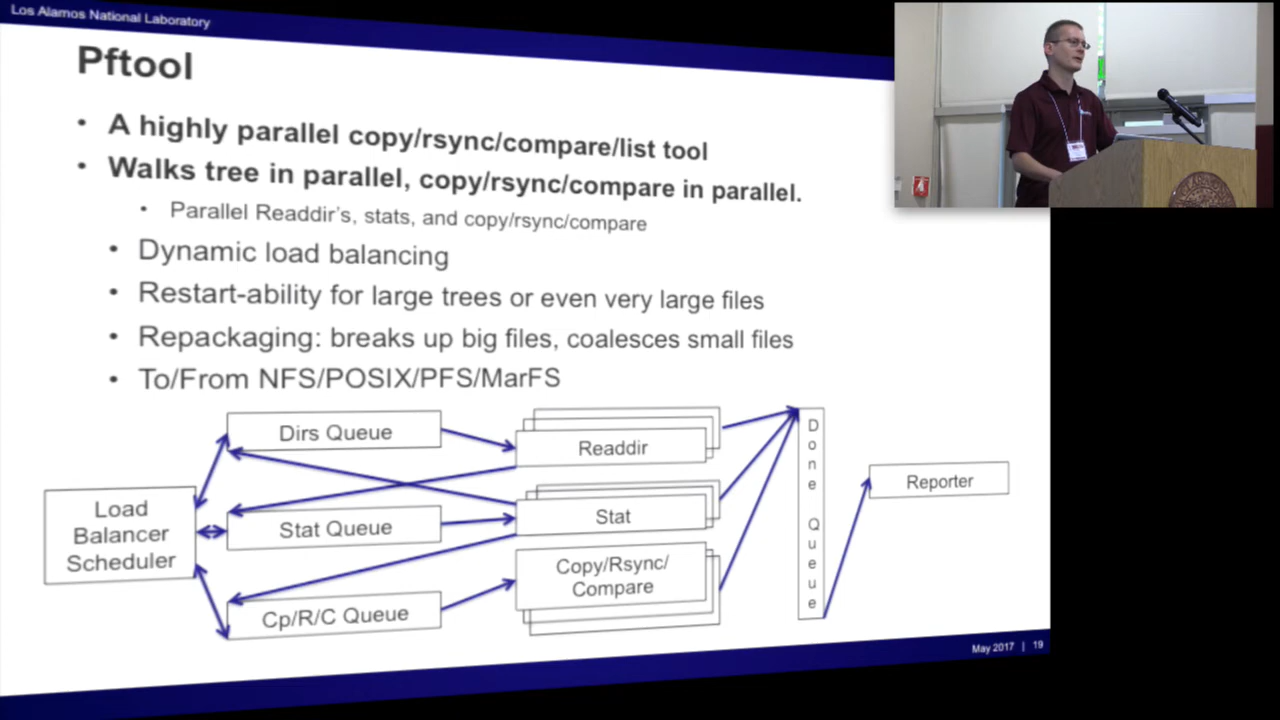 Los Alamos National Laboratory
Pftool
• A highly parallel copy/rsync/compare/list tool
• Walks tree in parallel, copy/rsync/compare in parallel.
• Parallel Readdir's, stats, and copy/rsync/compare
• Dynamic load balancing
• Restart-ability for large trees or even very large files
• Repackaging: breaks up big files, coalesces small files
• To/From NFS/POSIX/PFS/MarFS
Load
Balancer
Scheduler
Dirs Queue
Stat Queue
Cp/R/C Queue
Readdir
Stat
Copy/Rsync/
Compare
Done Queue
Reporter
May 2017 | 19